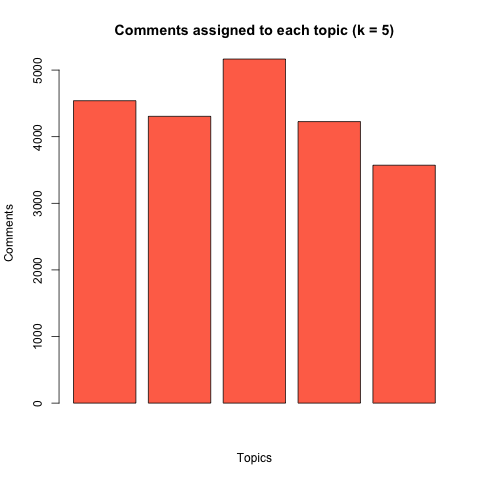 Comments assigned to each topic (k = 5)
Comments
5000
4000
3000
2000
1000
0
Topics